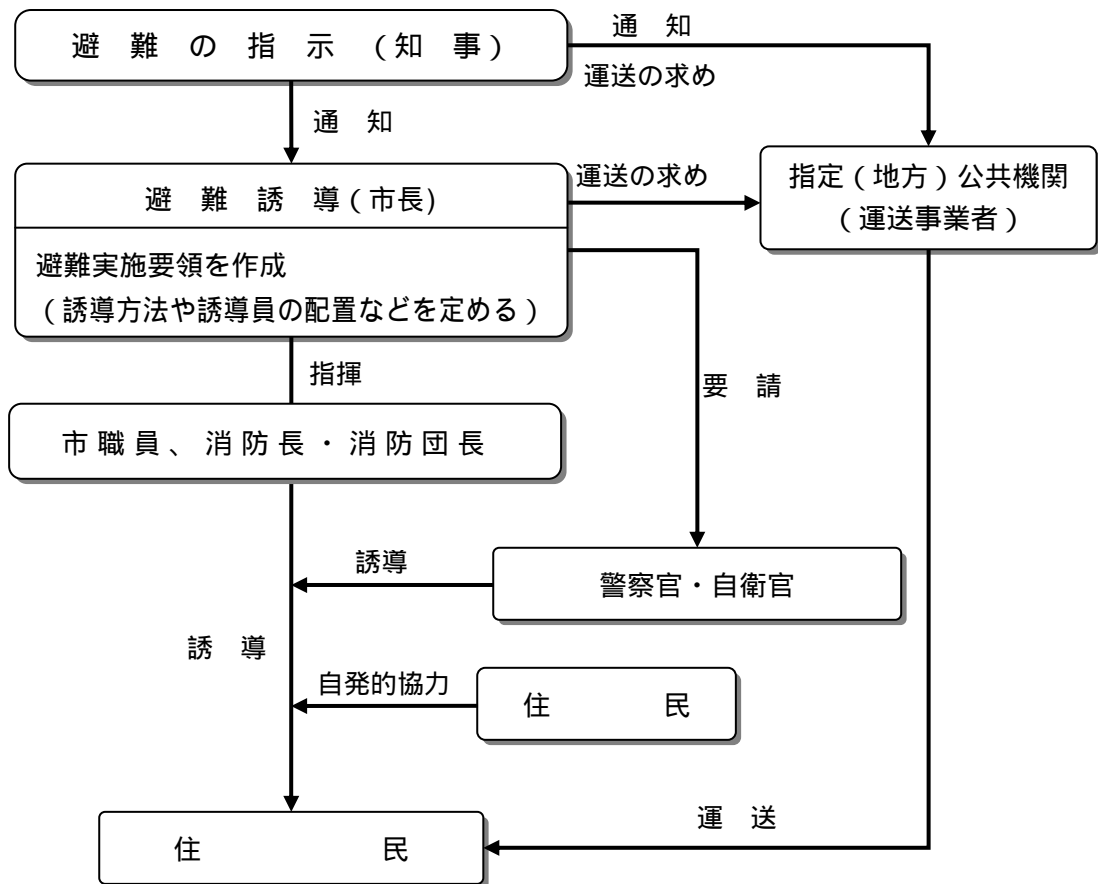 避難の指示（知事）
通知
運送の求め
通知
避難誘導(市長)
運送の求め
指定（地方）公共機関
（運送事業者）
避難実施要領を作成
（誘導方法や誘導員の配置などを定める）
指揮
要請
市職員、消防長・消防団長
誘導
警察官・自衛官
誘導
自発的協力
住民
運送
住民